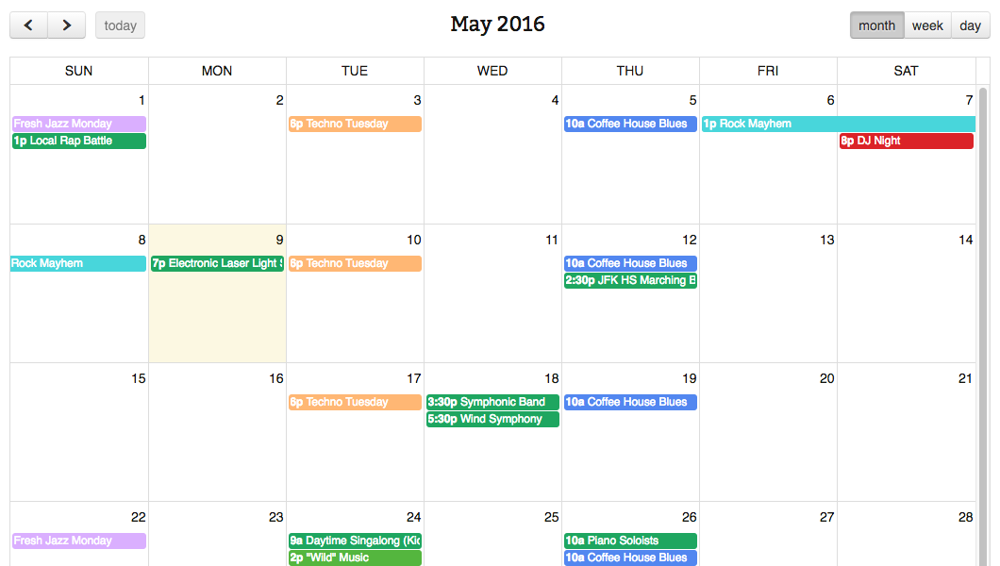 today
May 2016
month week day
SUN MON TUE WED THU FRI SAT
1 2 3 4 5 6 7
Fresh Jazz Monday
6p Techno Tuesday
10a Coffee House Blues
1p Rock Mayhem
1p Local Rap Battle
8p DJ Night
8 9 10 11 12 13 14
Rock Mayhem
7p Electronic Laser Light S
6p Techno Tuesday
10a Coffee House Blues
2:30p JFK HS Marching B
15 16 17 18 19 20 21
6p Techno Tuesday
3:30p Symphonic Band
10a Coffee House Blues
5:30p Wind Symphony
22 23 24 25 26 27 28
Fresh Jazz Monday
9a Daytime Singalong (Kid
10a Piano Soloists
2p "Wild" Music
10a Coffee House Blues